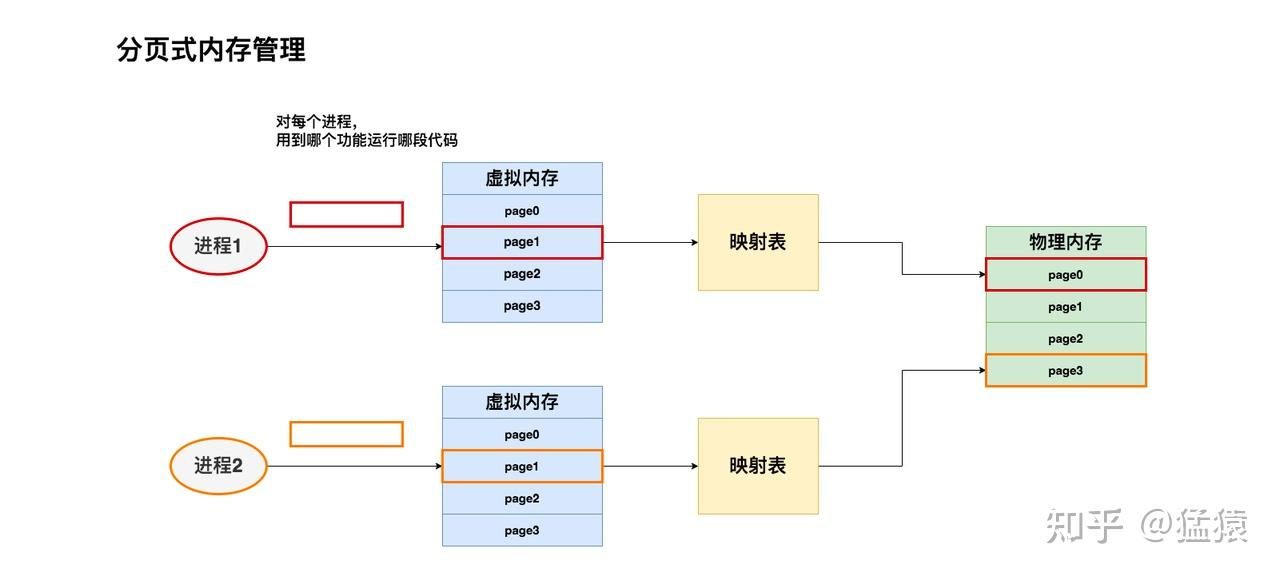 分页式内存管理
对每个进程，
用到哪个功能运行哪段代码
虚拟内存
page0
进程1
page1
page2
page3
映射表
物理内存
page0
page1
page2
page3
虚拟内存
page0
进程2
page1
page2
page3
映射表
知乎 @猛猿